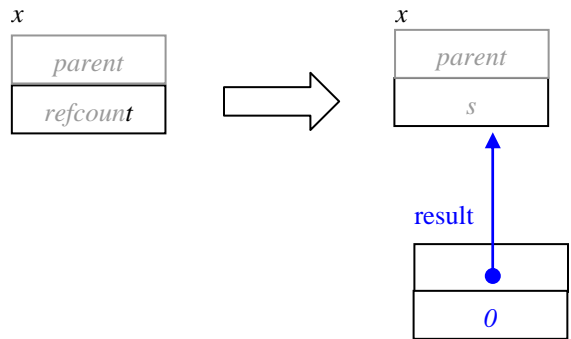 x
parent
refcount
x
parent
s
result
0